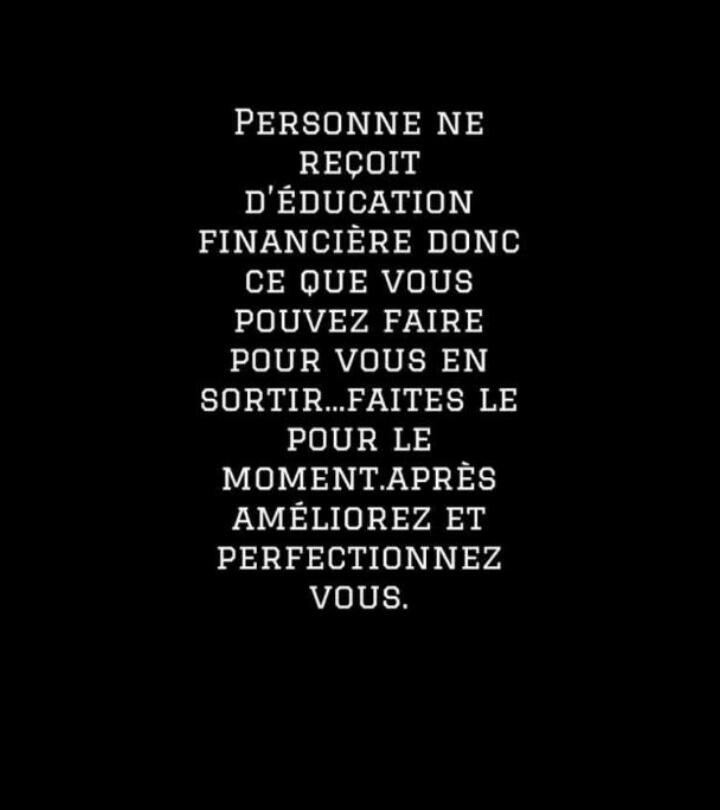 Personne ne
reçoit
d'éducation
financière donc
ce que vous
pouvez faire
pour vous en
sortir...faites le
pour le
moment.après
améliorez et
perfectionnez
vous.